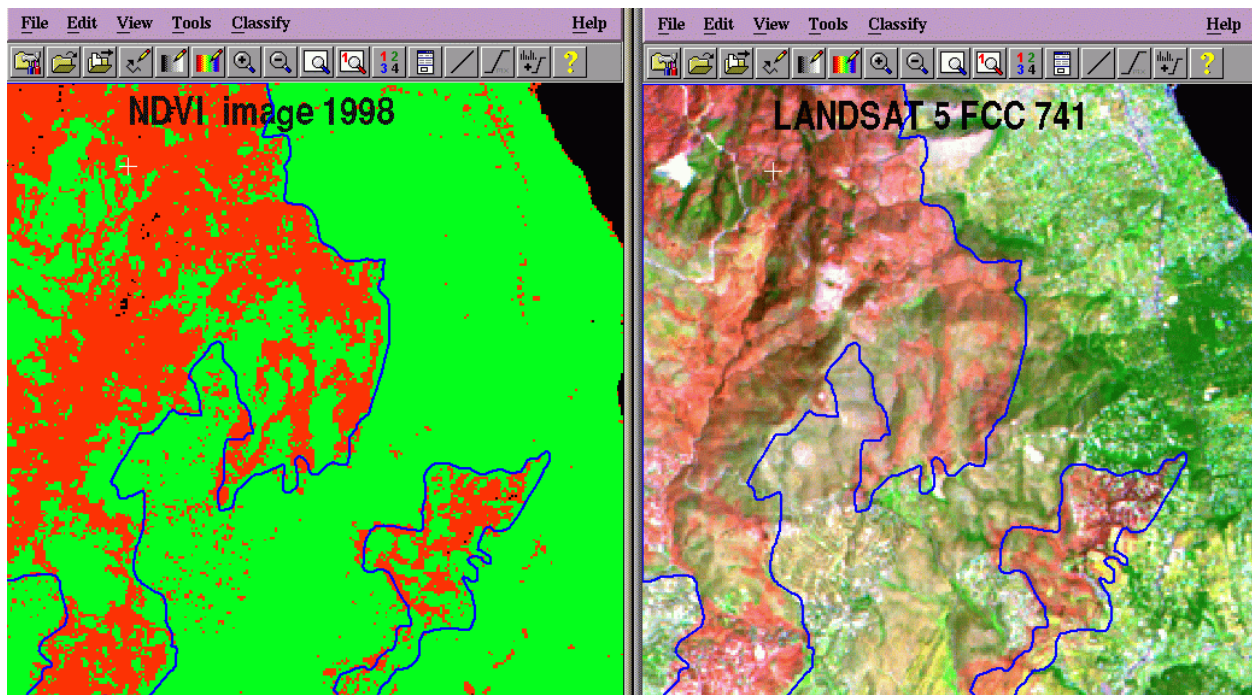 File Edit View Tools Classify Help
NDVI image 1998
File Edit View Tools Classify Help
LANDSAT 5 FCC 741